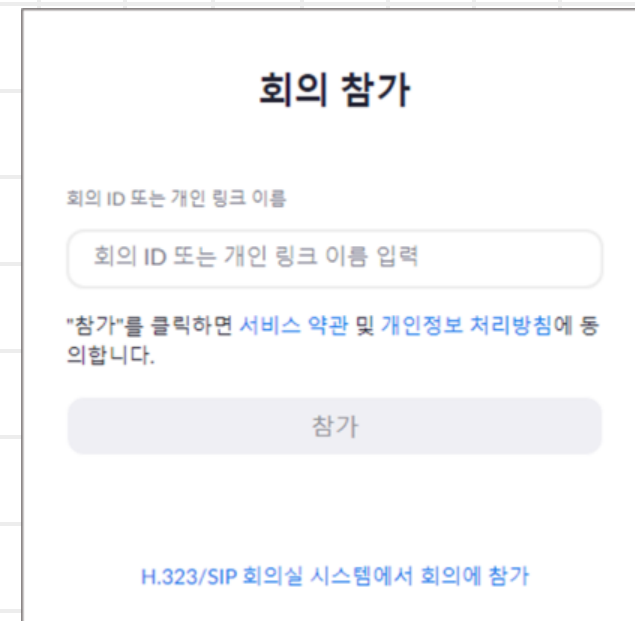 회의 참가
회의 ID 또는 개인 링크 이름
회의 ID 또는 개인 링크 이름 입력
"참가"를 클릭하면 서비스 약관 및 개인정보 처리방침에 동
의합니다.
참가
H.323/SIP 회의실 시스템에서 회의에 참가